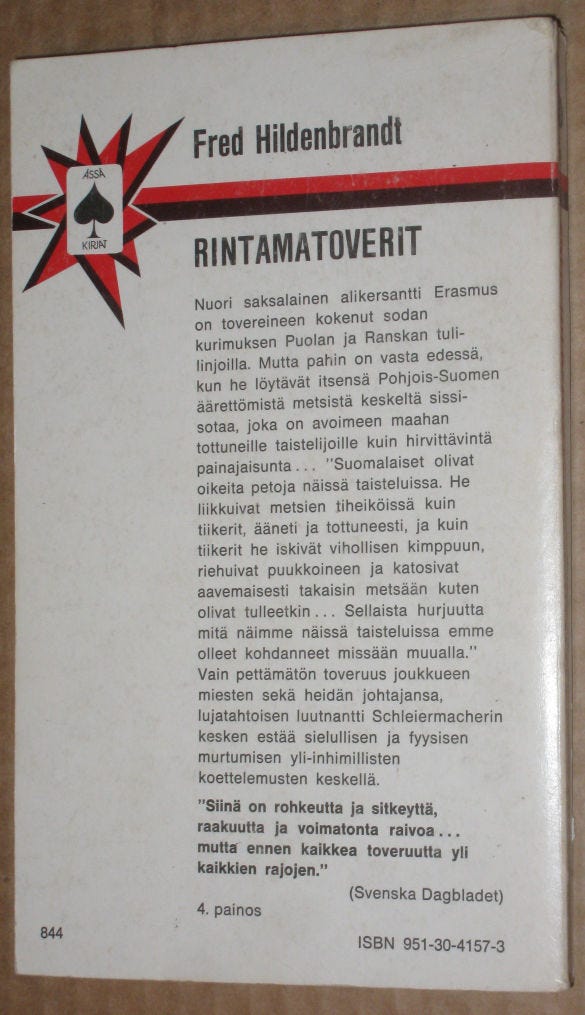 Fred Hildenbrandt
ÄSSÄ
KIRJAT
RINTAMATOVERIT
Nuori saksalainen alikersantti Erasmus
on tovereineen kokenut sodan
kurimuksen Puolan ja Ranskan tuli-
linjoilla. Mutta pahin on vasta edessä,
kun he löytävät itsensä Pohjois-Suomen
äärettömistä metsistä keskeltä sissi-
sotaa, joka on avoimeen maahan
tottuneille taistelijoille kuin hirvittävintä
painajaisunta... "Suomalaiset olivat
oikeita petoja näissä taisteluissa. He
liikkuivat metsien tiheiköissä kuin
tiikerit, ääneti ja tottuneesti, ja kuin
tiikerit he iskivät vihollisen kimppuun,
riehuivat puukkoineen ja katosivat
aavemaisesti takaisin metsään kuten
olivat tulleetkin... Sellaista hurjuutta
mitä näimme näissä taisteluissa emme
olleet kohdanneet missään muualla."
Vain pettämätön toveruus joukkueen
miesten sekä heidän johtajansa,
lujatahtoisen luutnantti Schleiermacherin
kesken estää sielullisen ja fyysisen
murtumisen yli-inhimillisten
koettelemusten keskellä.
"Siinä on rohkeutta ja sitkeyttä,
raakuutta ja voimatonta raivoa...
mutta ennen kaikkea toveruutta yli
kaikkien rajojen."
(Svenska Dagbladet)
4. painos
844
ISBN 951-30-4157-3